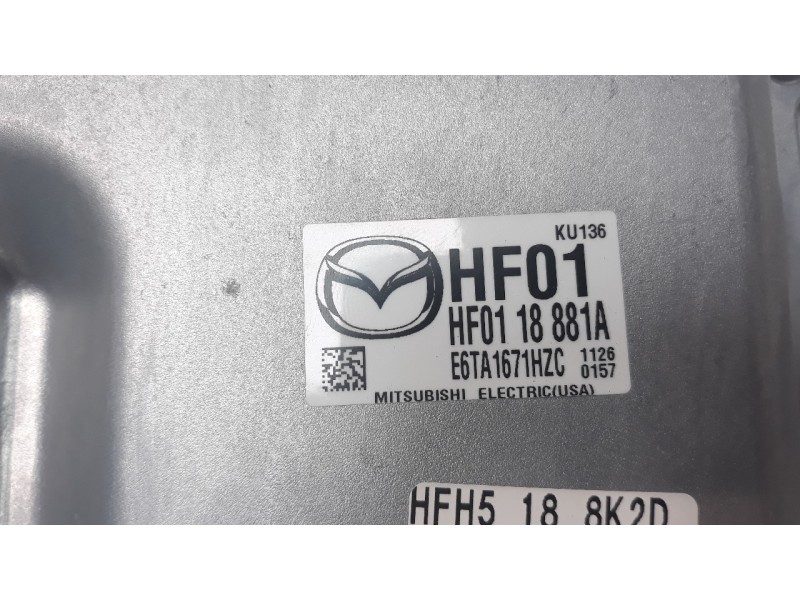 KU136
HF01
HF01 18 881A
E6TA1671HZC 1126
0157
MITSUBISHI ELECTRIC(USA)
HFH5 18 8K2D